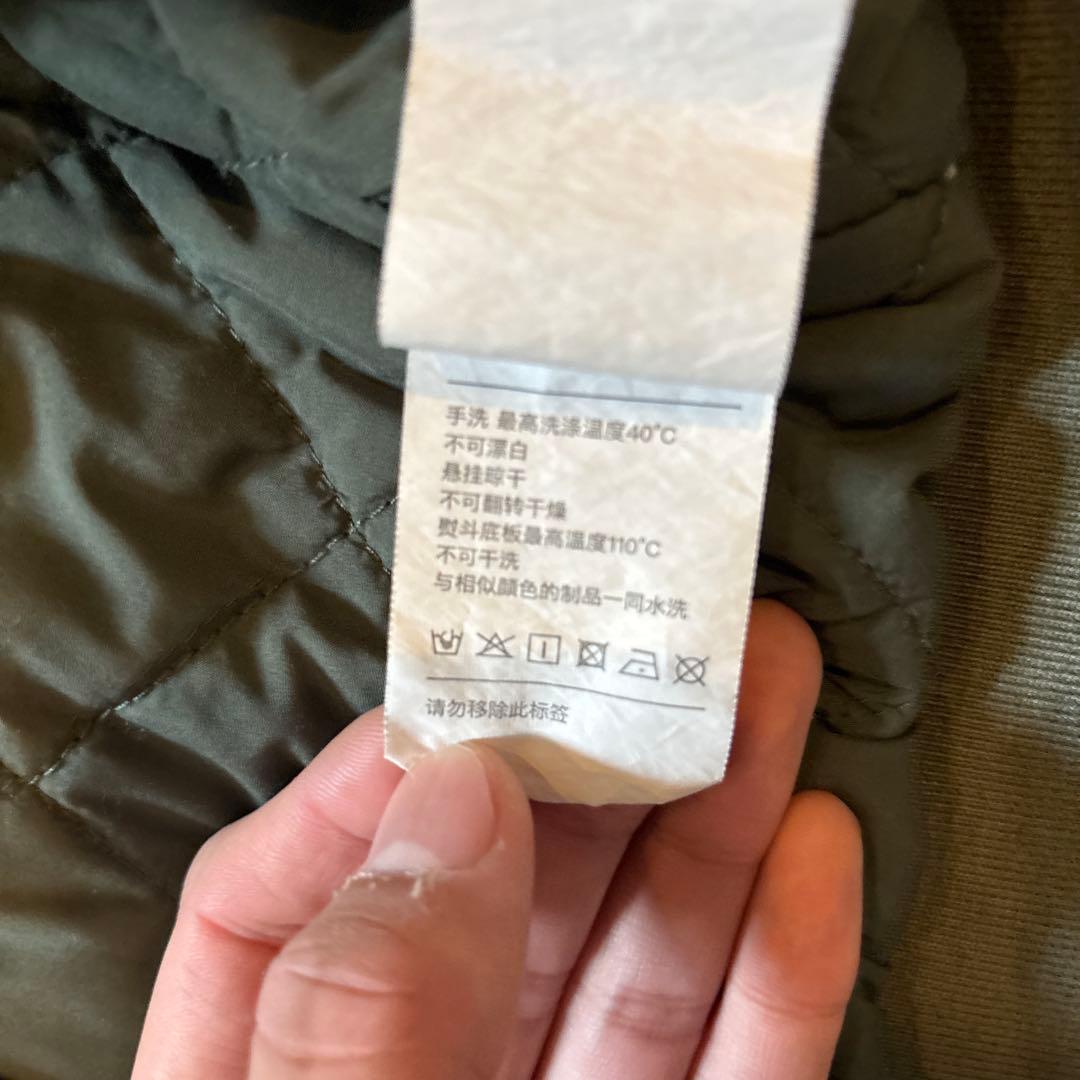 手洗 最高洗涤温度40°C
不可漂白
悬挂晾干
不可翻转干燥
熨斗底板最高温度110°C
不可干洗
与相似颜色的制品一同水洗
请勿移除此标签